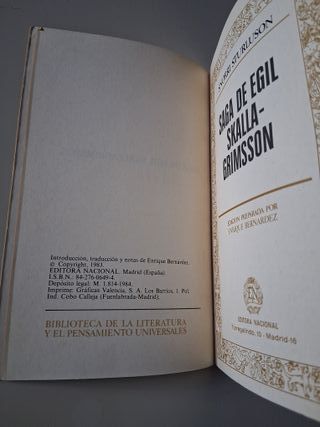 Introducción, traducción y notas de Enrique Bernárdez.
© Copyright, 1983.
EDITORA NACIONAL. Madrid (España)
I.S.B.N.: 84-276-0649-4.
Depósito legal: M. 1.814-1984.
Imprime: Gráficas Valencia, S. A. Los Barrios, 1. Pol.
Ind. Cobo Calleja (Fuenlabrada-Madrid).
BIBLIOTECA DE LA LITERATURA
Y EL PENSAMIENTO UNIVERSALES
SNORRI STURLUSON
SAGA DE EGIL
SKALLA-
GRIMSSON
EDICIÓN PREPARADA POR
ENRIQUE BERNÁRDEZ
EDITORA NACIONAL
Torregalindo, 10 - Madrid-16